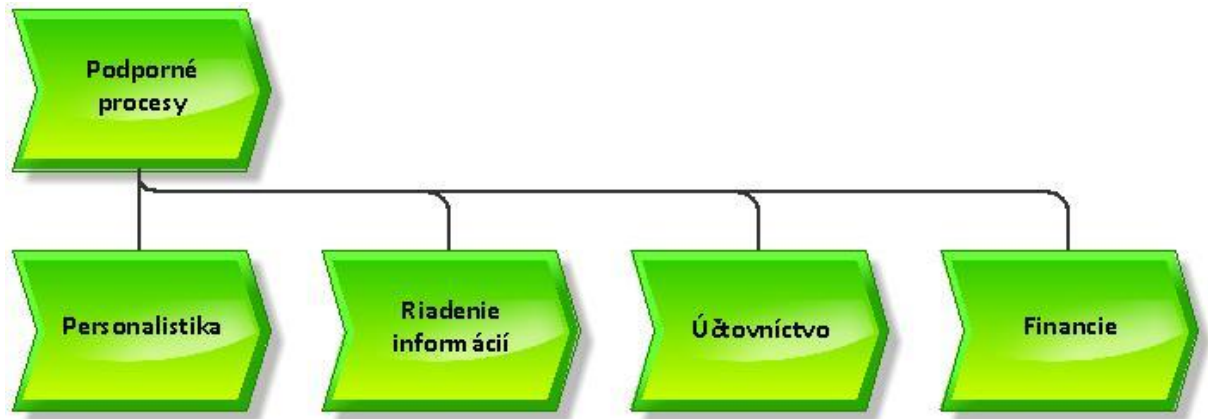 Podporné
procesy
Personalistika
Riadenie
informácií
Účtovníctvo
Financie